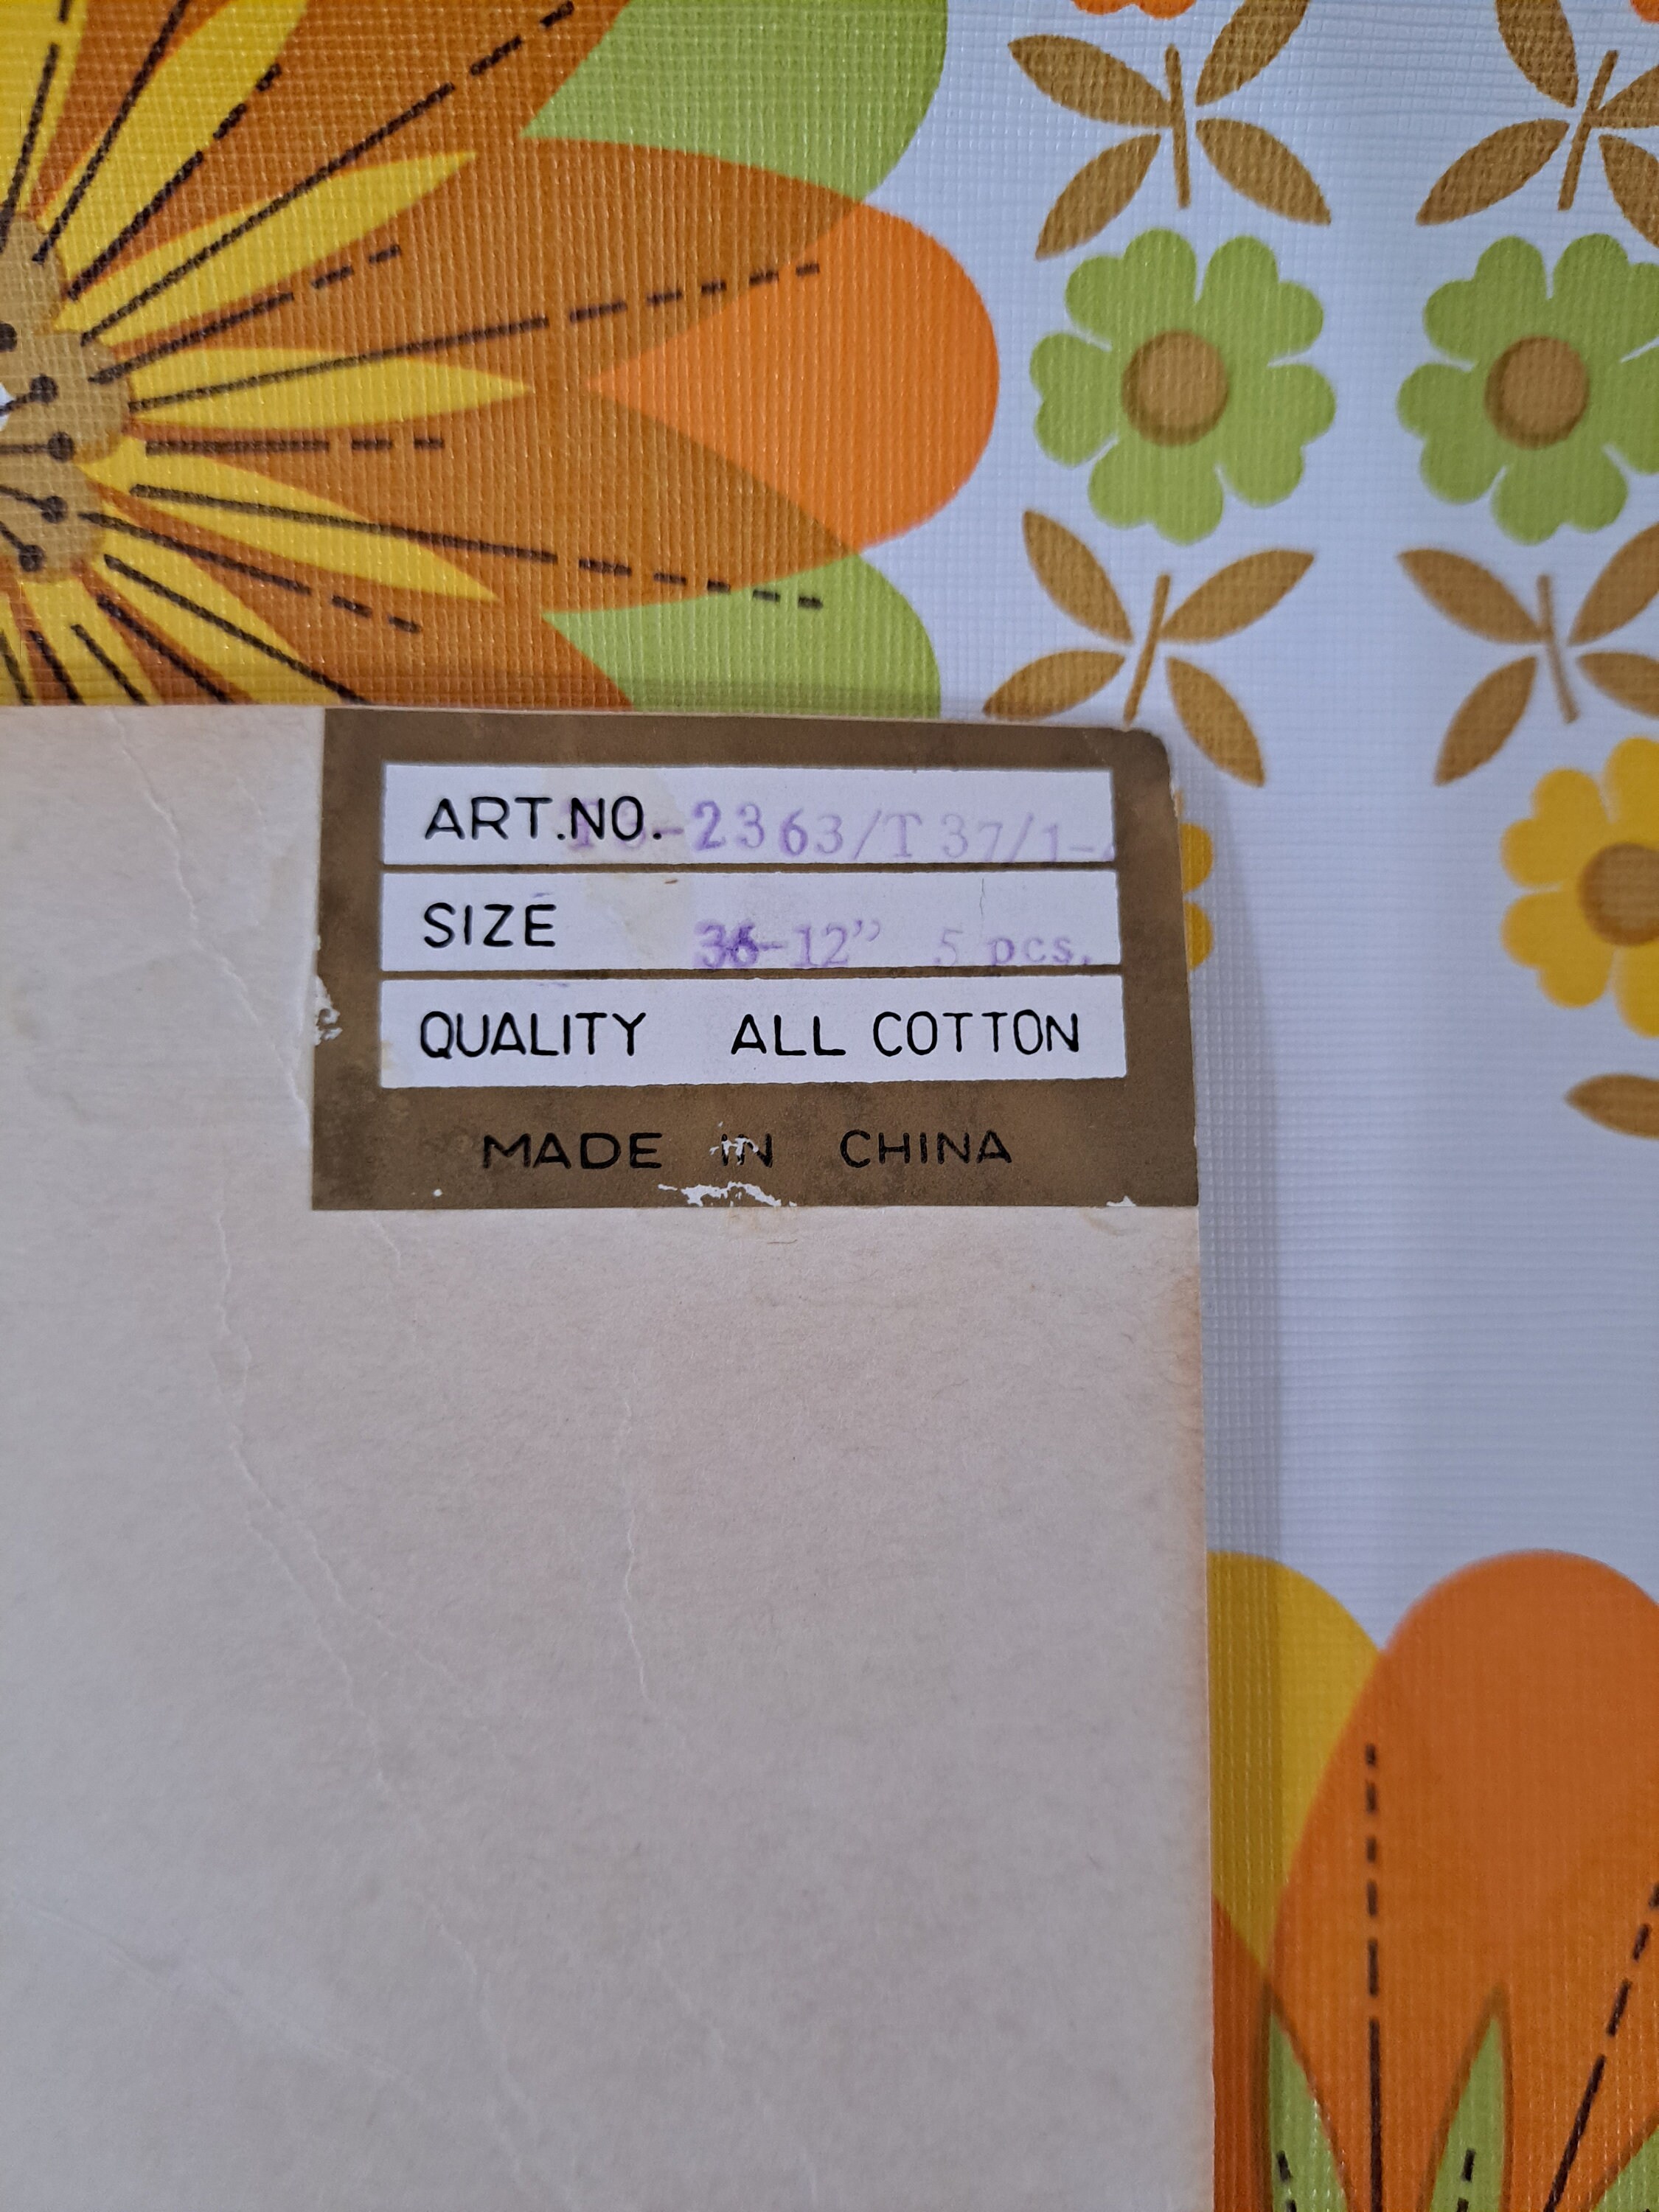 ART.NO. -2363/T37/1-
SIZE 36-12” 5 pcs.
QUALITY ALL COTTON
MADE IN CHINA